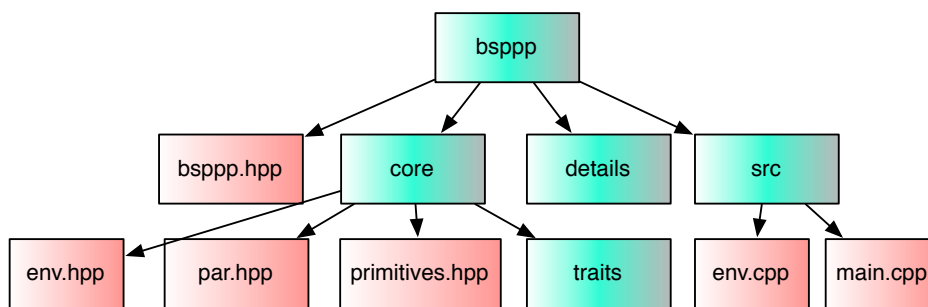 bsppp
bsppp.hpp
core
details
src
env.hpp
par.hpp
primitives.hpp
traits
env.cpp
main.cpp